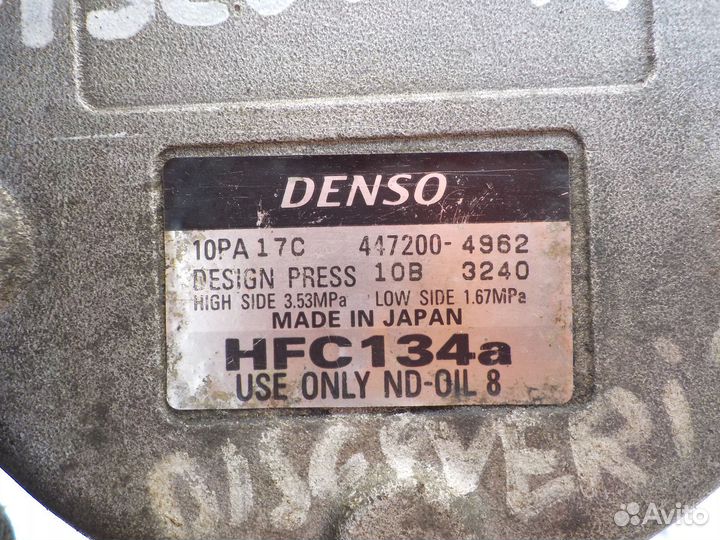 DENSO
10PA17C 447200-4962
DESIGN PRESS 10B 3240
HIGH SIDE 3.53MPa LOW SIDE 1.67MPa
MADE IN JAPAN
HFC134a
USE ONLY ND-OIL 8
DISCOVERI
Avito